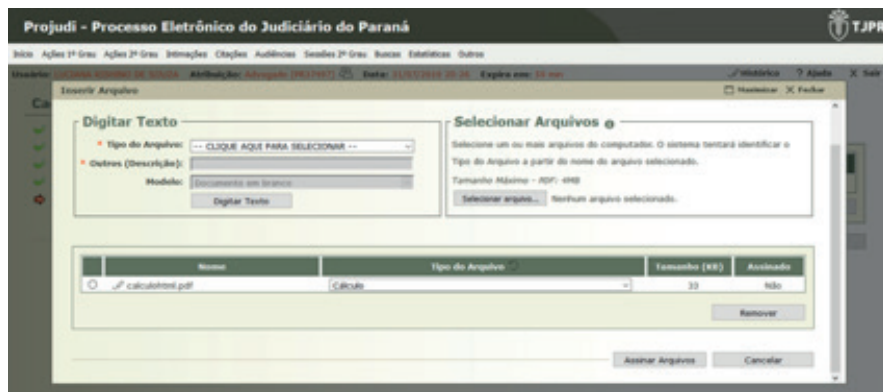 Projudi - Processo Eletrônico do Judiciário do Paraná
TJPR
Início Ações 1º Grau Ações 2º Grau Intimações Citações Audiências Sessões 2º Grau Buscas Estatísticas Outros
Usuário: Atribuição: Advogado Data: Expira em: min
Histórico ? Ajuda X Sair
Inserir Arquivo
Maximizar X Fechar
Digitar Texto
* Tipo do Arquivo: -- CLIQUE AQUI PARA SELECIONAR --
* Outros (Descrição):
Modelo: Documento em branco
Digitar Texto
Selecionar Arquivos
Selecione um ou mais arquivos do computador. O sistema tentará identificar o
Tipo do Arquivo a partir do nome do arquivo selecionado.
Tamanho Máximo - PDF: 4MB
Selecionar arquivo... Nenhum arquivo selecionado.
Nome Tipo do Arquivo Tamanho (KB) Assinado
calculohtml.pdf Cálculo 33 Não
Remover
Assinar Arquivos Cancelar